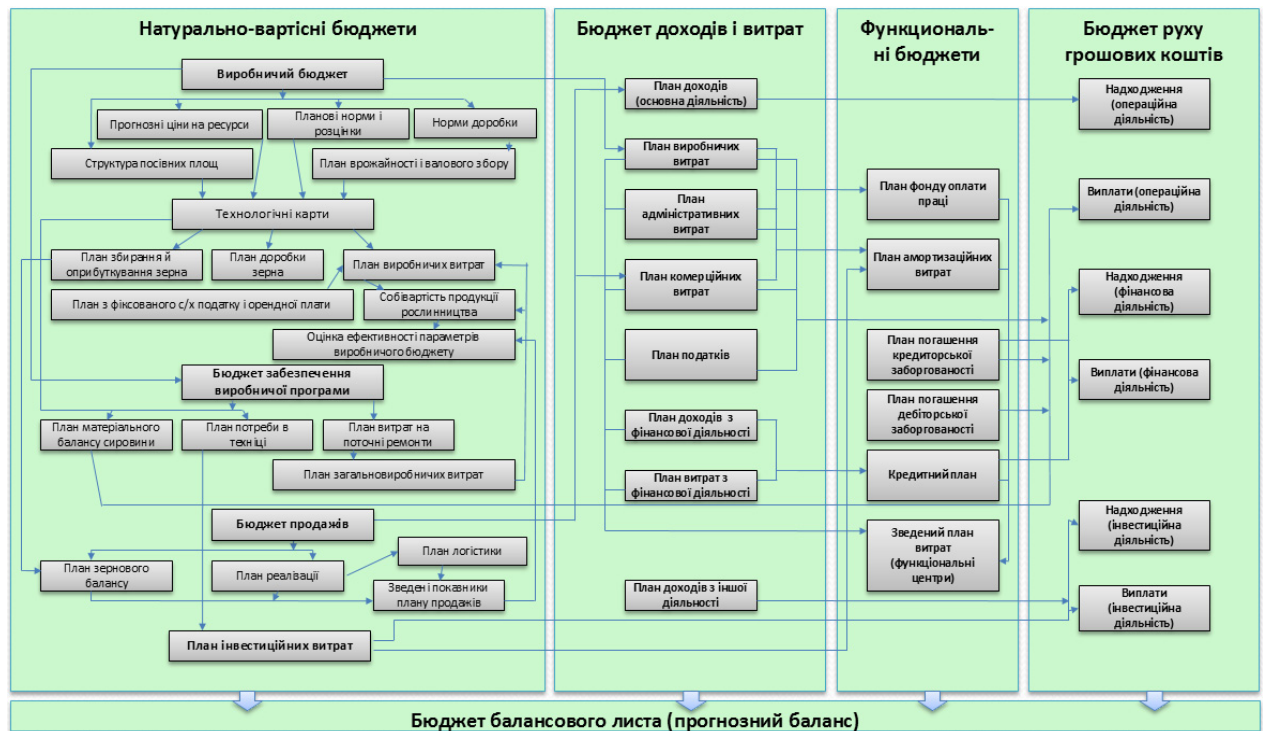 Натурально-вартісні бюджети
Виробничий бюджет
Прогнозні ціни на ресурси
Планові норми і
розцінки
Норми доробки
Структура посівних площ
План врожайності і валового збору
Технологічні карти
План збирання й
оприбуткування зерна
План доробки
зерна
План виробничих витрат
План з фіксованого с/х податку і орендної плати
Собівартість продукції
рослинництва
Оцінка ефективності параметрів
виробничого бюджету
Бюджет забезпечення
виробничої програми
План матеріального
балансу сировини
План потреби в
техніці
План витрат на
поточні ремонти
План загальновиробничих витрат
Бюджет продажів
План зернового
балансу
План реалізації
План логістики
Зведені показники
плану продажів
План інвестиційних витрат
Бюджет доходів і витрат
План доходів
(основна діяльність)
План виробничих
витрат
План
адміністративних
витрат
План комерційних
витрат
План податків
План доходів з
фінансової діяльності
План витрат з
фінансової діяльності
План доходів з іншої
діяльності
Функціональ-
ні бюджети
План фонду оплати
праці
План амортизаційних
витрат
План погашення
кредиторської
заборгованості
План погашення
дебіторської
заборгованості
Кредитний план
Зведений план
витрат
(функціональні
центри)
Бюджет руху
грошових коштів
Надходження
(операційна
діяльність)
Виплати (операційна
діяльність)
Надходження
(фінансова
діяльність)
Виплати (фінансова
діяльність)
Надходження
(інвестиційна
діяльність)
Виплати
(інвестиційна
діяльність)
Бюджет балансового листа (прогнозний баланс)